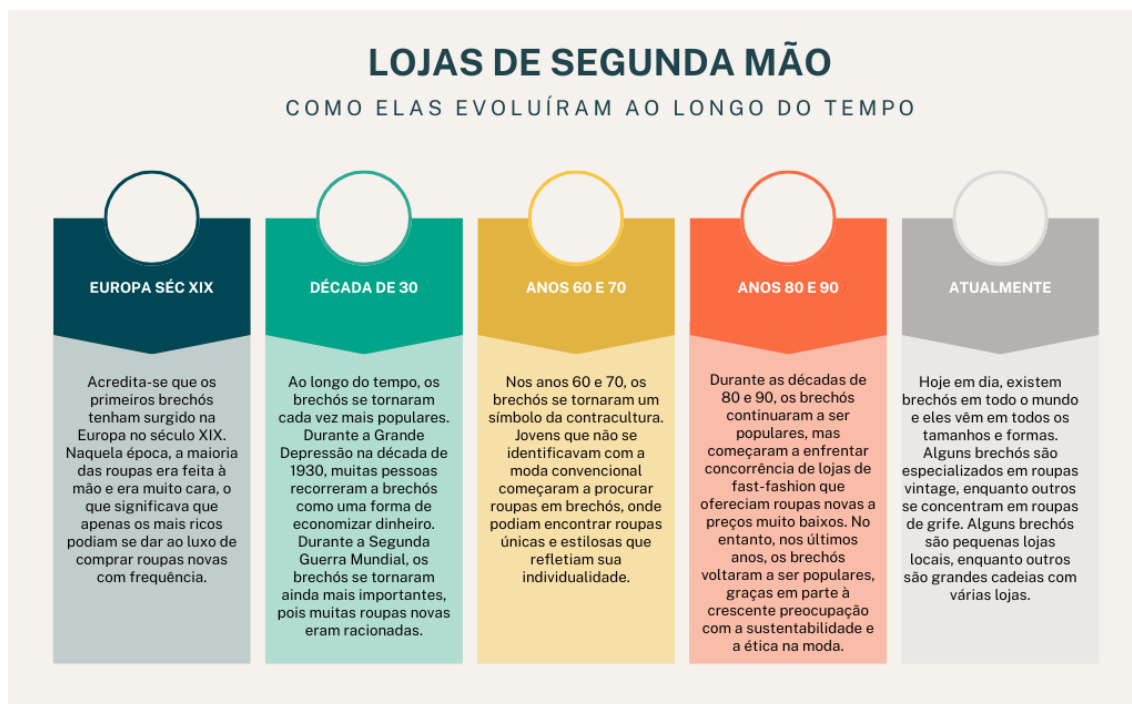 LOJAS DE SEGUNDA MÃO
COMO ELAS EVOLUÍRAM AO LONGO DO TEMPO
EUROPA SÉC XIX
Acredita-se que os
primeiros brechós
tenham surgido na
Europa no século XIX.
Naquela época, a maioria
das roupas era feita à
mão e era muito cara, o
que significava que
apenas os mais ricos
podiam se dar ao luxo de
comprar roupas novas
com frequência.
DÉCADA DE 30
Ao longo do tempo, os
brechós se tornaram
cada vez mais populares.
Durante a Grande
Depressão na década de
1930, muitas pessoas
recorreram a brechós
como uma forma de
economizar dinheiro.
Durante a Segunda
Guerra Mundial, os
brechós se tornaram
ainda mais importantes,
pois muitas roupas novas
eram racionadas.
ANOS 60 E 70
Nos anos 60 e 70, os
brechós se tornaram um
símbolo da contracultura.
Jovens que não se
identificavam com a
moda convencional
começaram a procurar
roupas em brechós, onde
podiam encontrar roupas
únicas e estilosas que
refletiam sua
individualidade.
ANOS 80 E 90
Durante as décadas de
80 e 90, os brechós
continuaram a ser
populares, mas
começaram a enfrentar
concorrência de lojas de
fast-fashion que
ofereciam roupas novas a
preços muito baixos. No
entanto, nos últimos
anos, os brechós
voltaram a ser populares,
graças em parte à
crescente preocupação
com a sustentabilidade e
a ética na moda.
ATUALMENTE
Hoje em dia, existem
brechós em todo o mundo
e eles vêm em todos os
tamanhos e formas.
Alguns brechós são
especializados em roupas
vintage, enquanto outros
se concentram em roupas
de grife. Alguns brechós
são pequenas lojas
locais, enquanto outros
são grandes cadeias com
várias lojas.